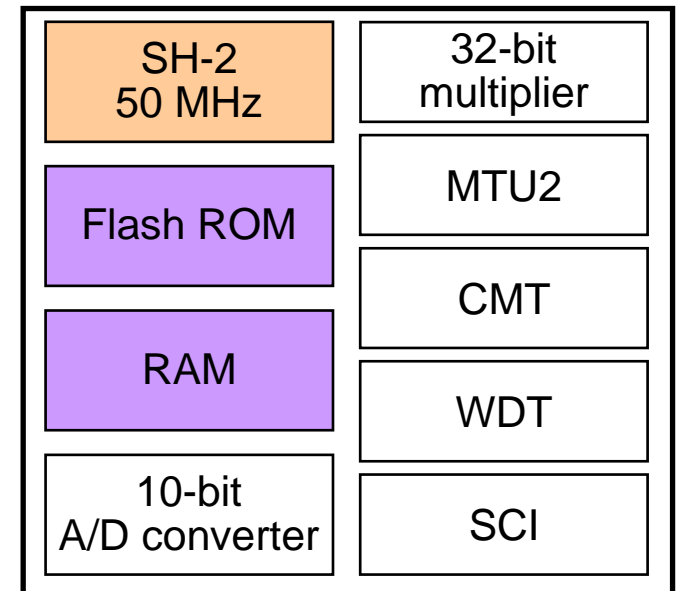 SH-2
50 MHz
Flash ROM
RAM
10-bit
A/D converter
32-bit
multiplier
MTU2
CMT
WDT
SCI